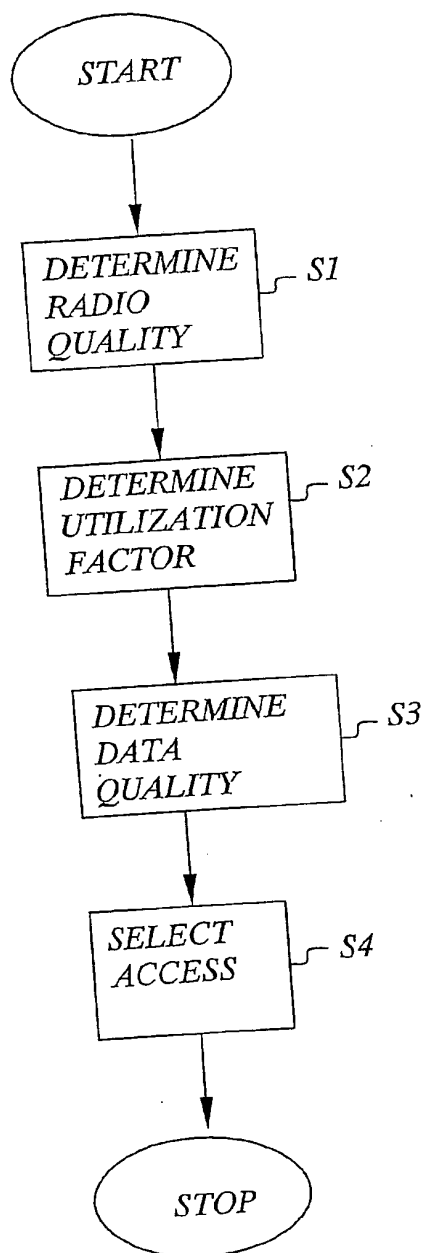 START
DETERMINE
RADIO
QUALITY
S1
DETERMINE
UTILIZATION
FACTOR
S2
DETERMINE
DATA
QUALITY
S3
SELECT
ACCESS
S4
STOP